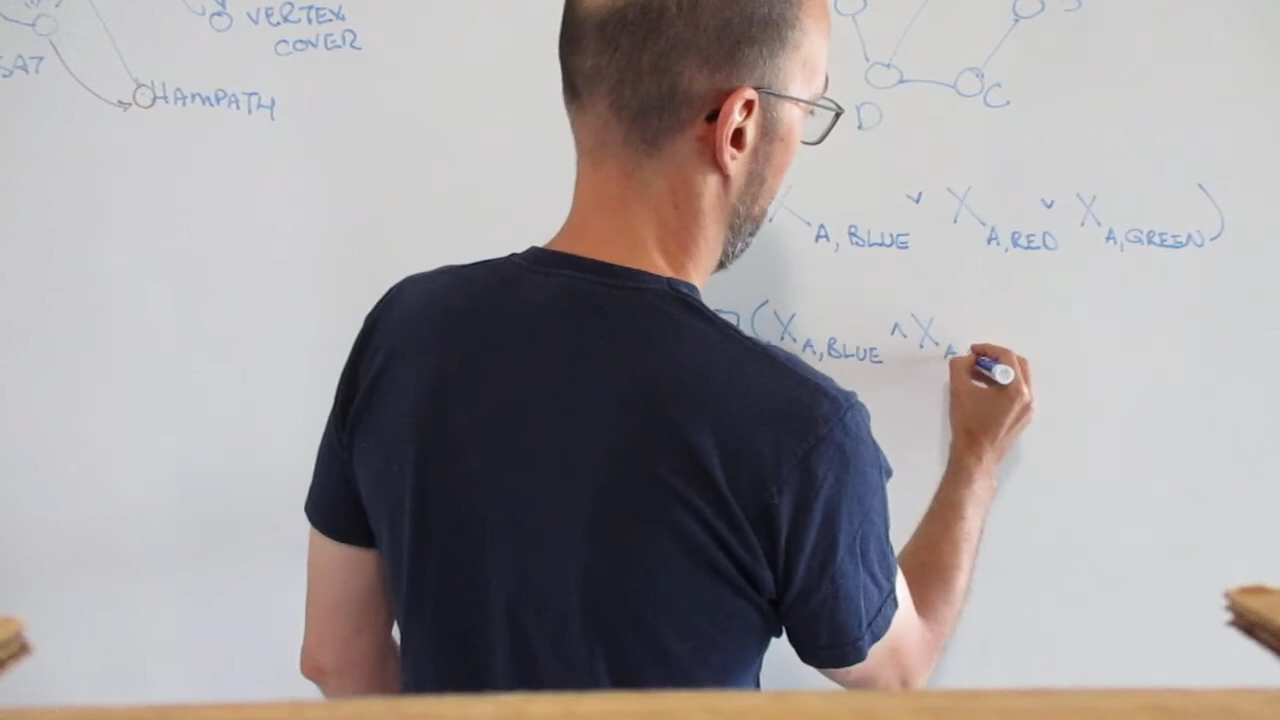 VERTEX
COVER
SAT
HAMPATH
D
C
X A, BLUE ∨ X A,RED ∨ X A,GREEN )
¬(X A,BLUE ∧ X A